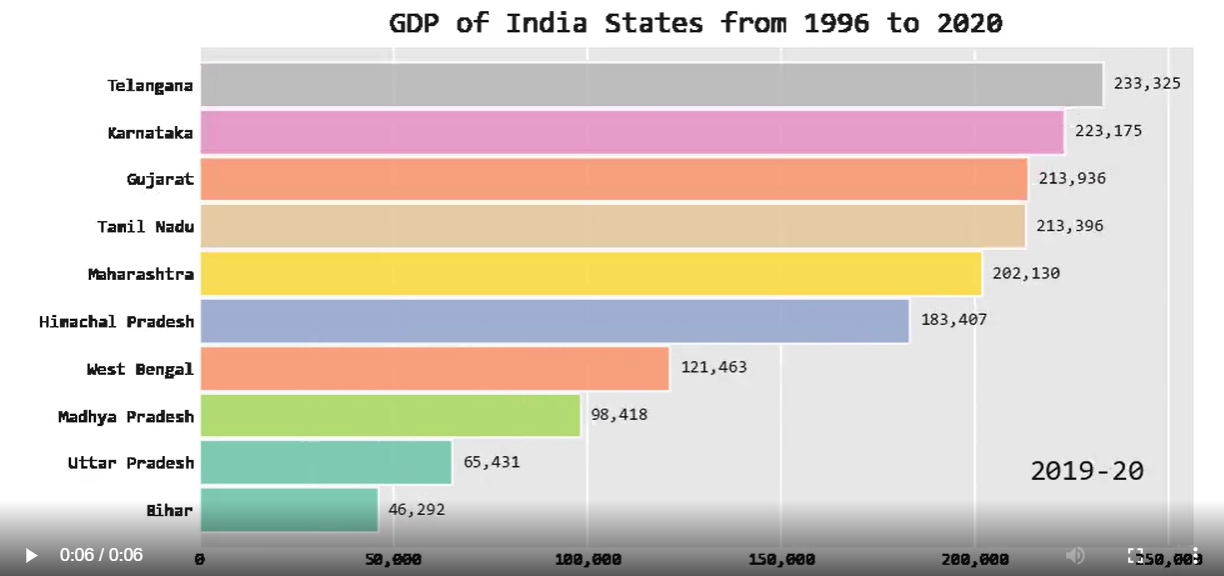 GDP of India States from 1996 to 2020
Telangana 233,325
Karnataka 223,175
Gujarat 213,936
Tamil Nadu 213,396
Maharashtra 202,130
Himachal Pradesh 183,407
West Bengal 121,463
Madhya Pradesh 98,418
Uttar Pradesh 65,431
2019-20
Bihar 46,292
0:06 / 0:06
0 50,000 100,000 150,000 200,000 250,000